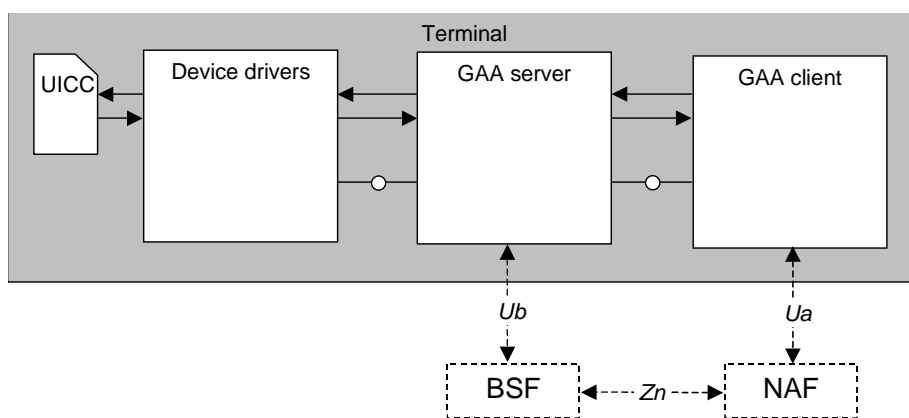 Terminal
UICC
Device drivers
GAA server
GAA client
Ub
Ua
BSF
Zn
NAF